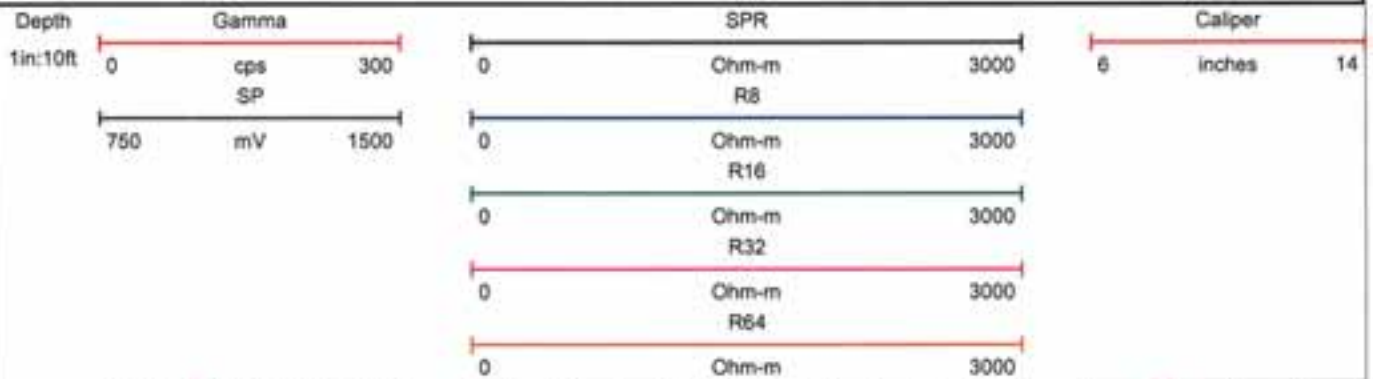 Depth Gamma SPR Caliper
1in:10ft 0 cps 300 0 Ohm-m 3000 6 inches 14
SP R8
750 mV 1500 0 Ohm-m 3000
R16
0 Ohm-m 3000
R32
0 Ohm-m 3000
R64
0 Ohm-m 3000